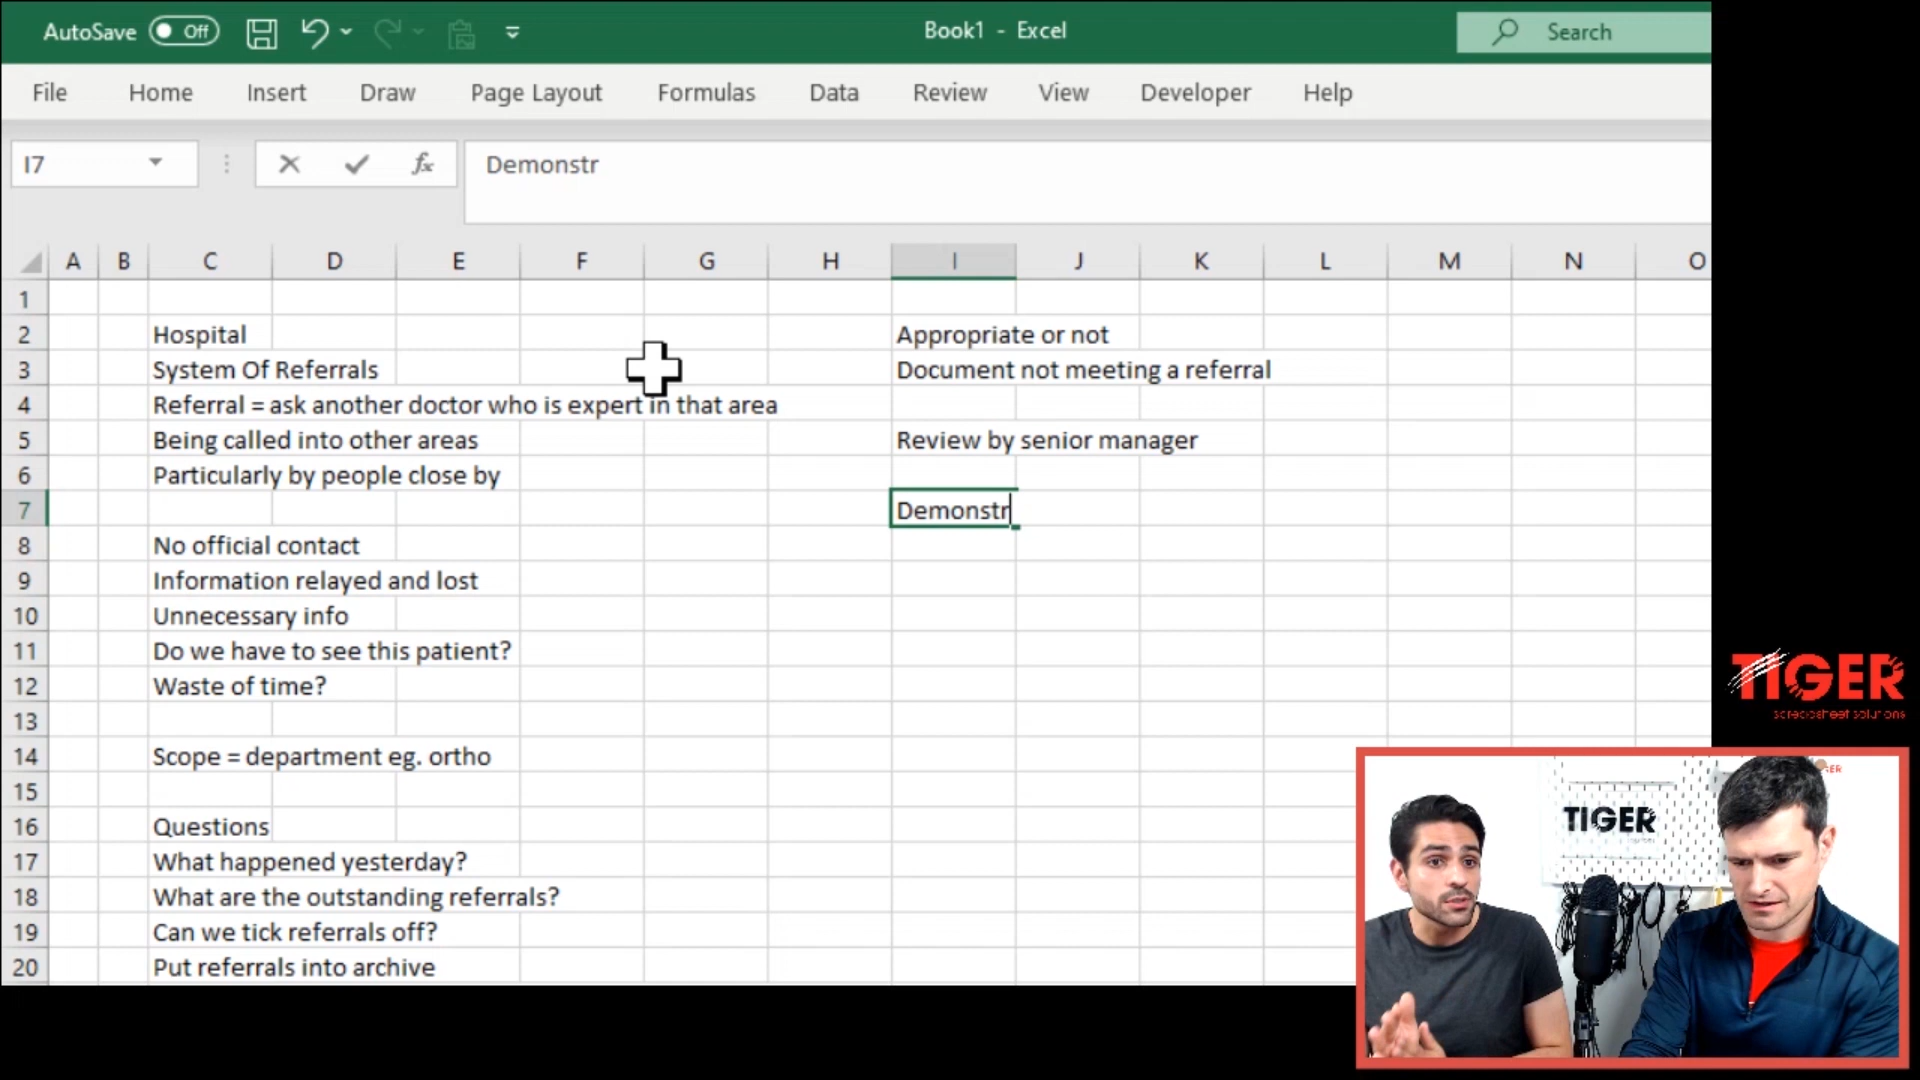 AutoSave Off Book1 - Excel Search
File Home Insert Draw Page Layout Formulas Data Review View Developer Help
I7 fx Demonstr
A B C D E F G H I J K L M N O
1
2 Hospital Appropriate or not
3 System Of Referrals Document not meeting a referral
4 Referral = ask another doctor who is expert in that area
5 Being called into other areas Review by senior manager
6 Particularly by people close by
7 Demonstr
8 No official contact
9 Information relayed and lost
10 Unnecessary info
11 Do we have to see this patient?
12 Waste of time?
13
14 Scope = department eg. ortho
15
16 Questions
17 What happened yesterday?
18 What are the outstanding referrals?
19 Can we tick referrals off?
20 Put referrals into archive
TIGER
spreadsheet solutions
TIGER